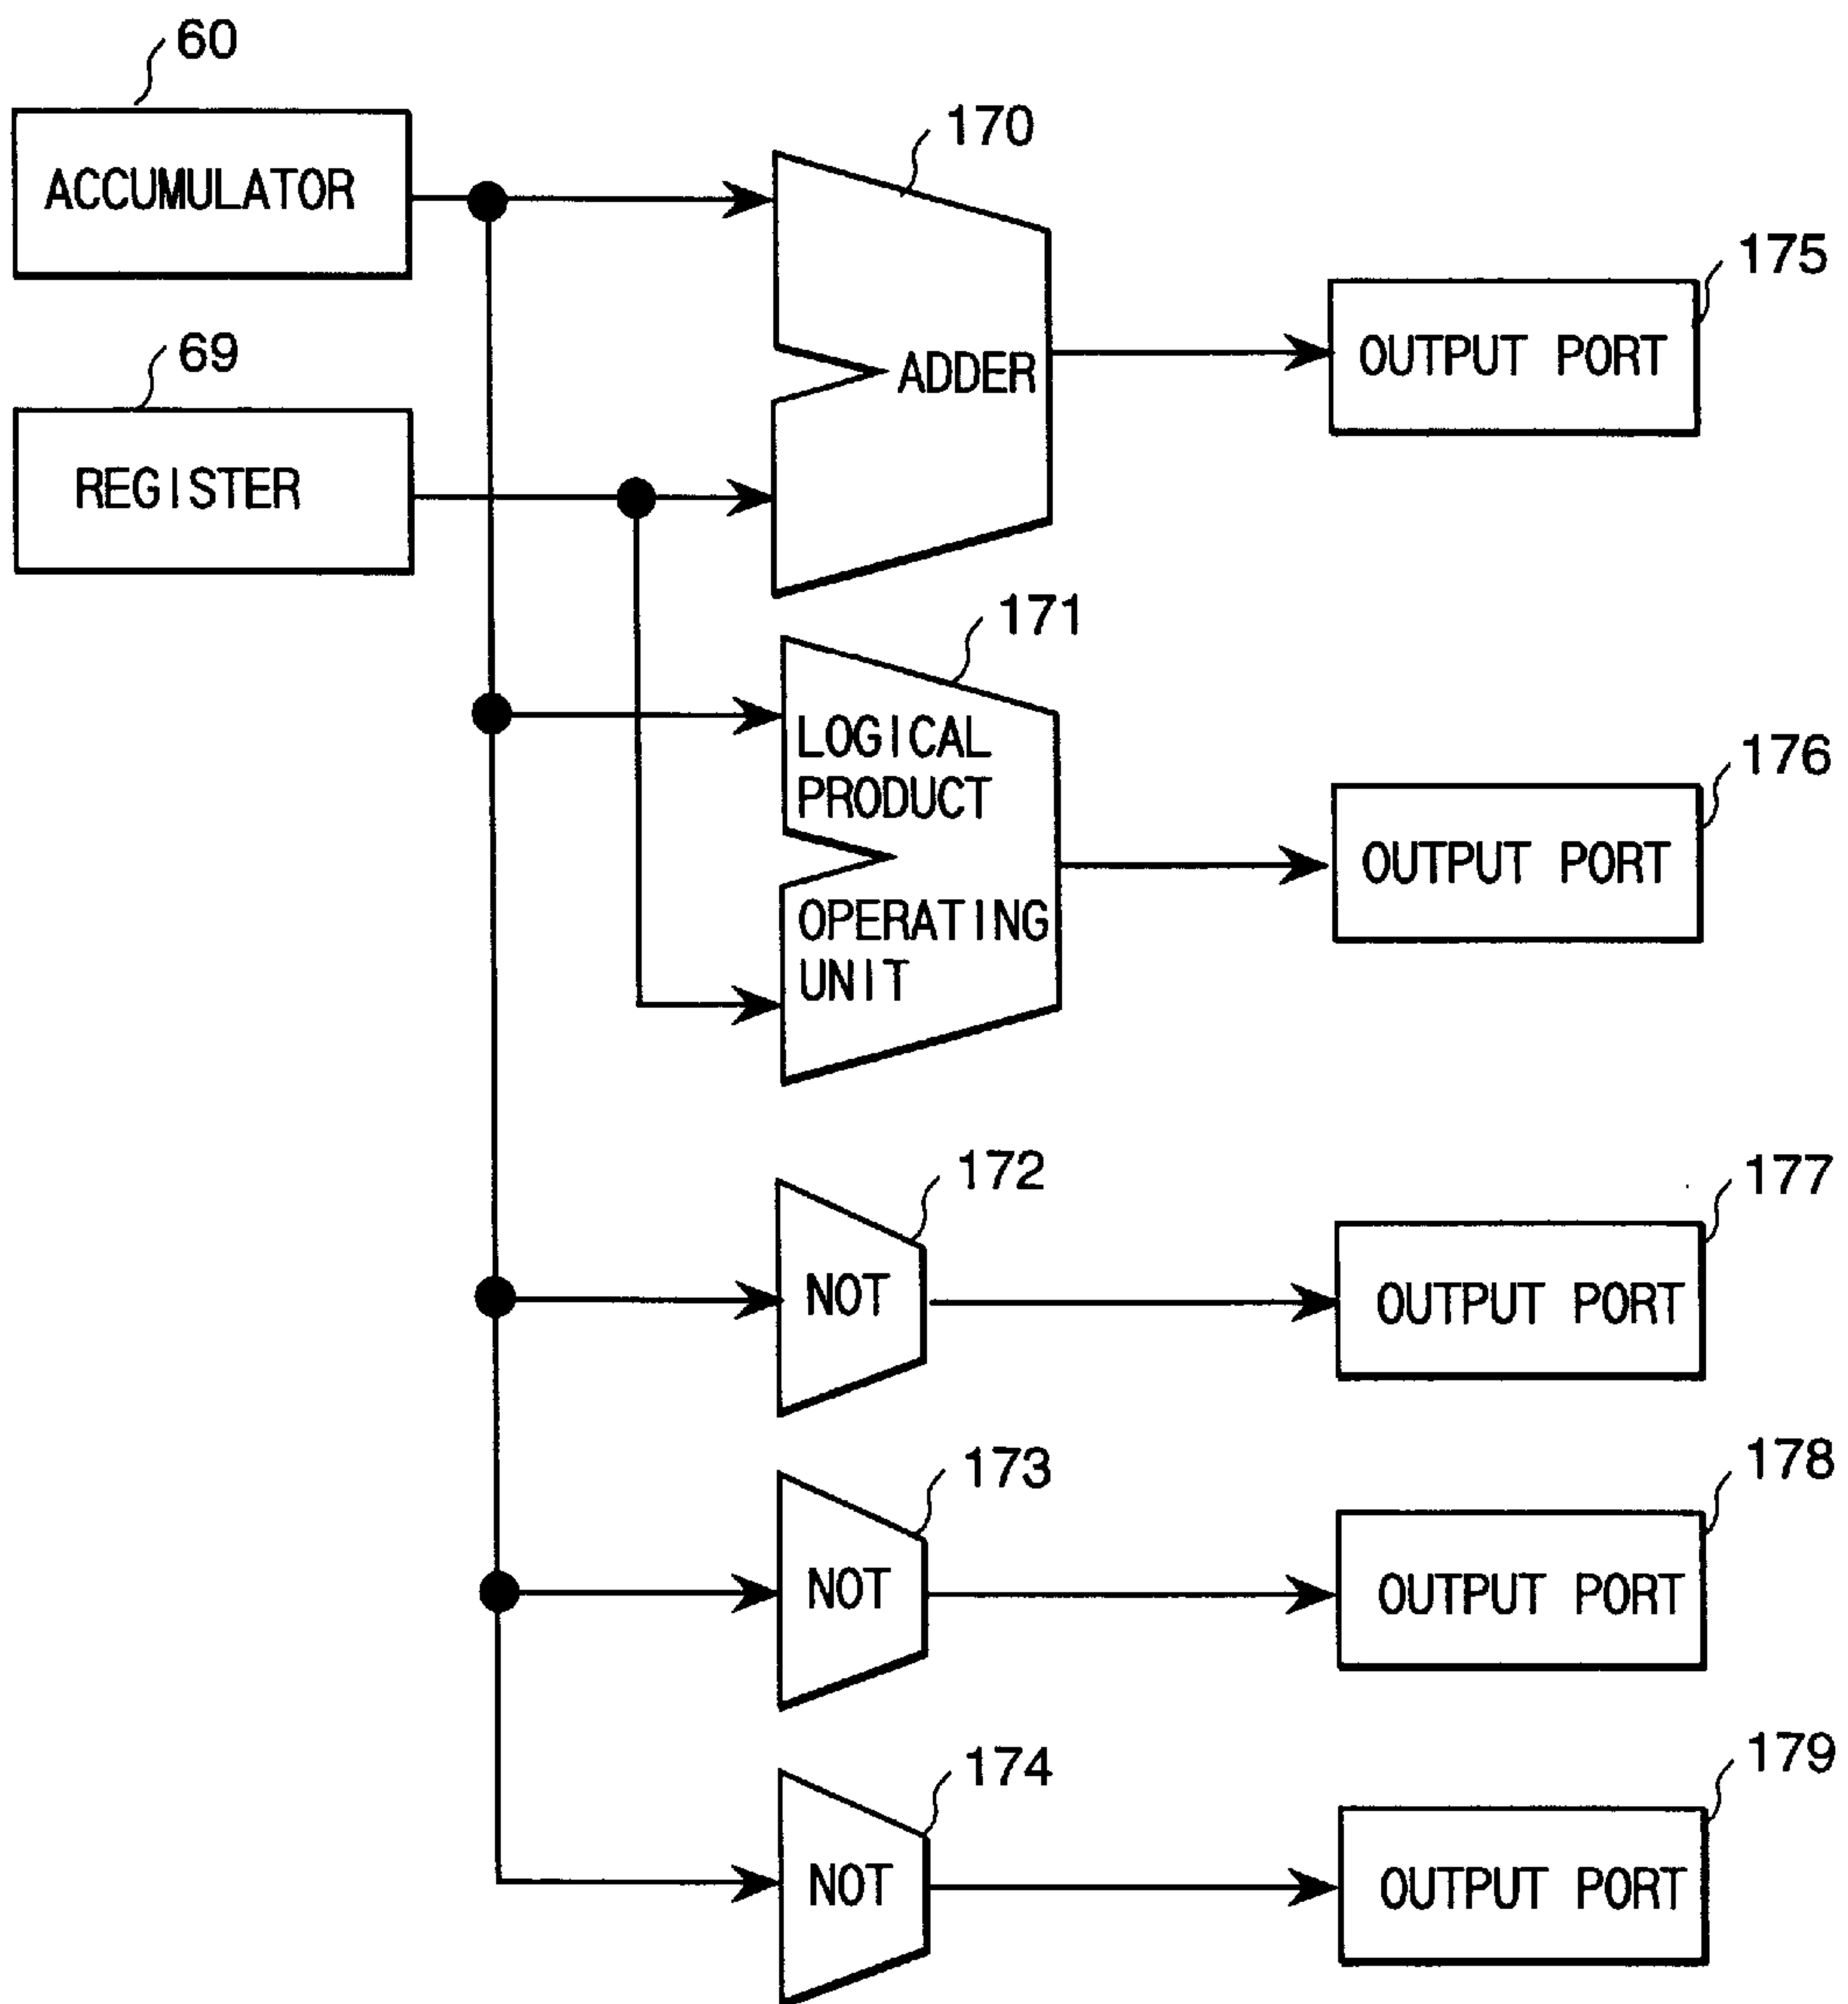 60
ACCUMULATOR
170
175
OUTPUT PORT
69
ADDER
REGISTER
171
LOGICAL
PRODUCT
176
OUTPUT PORT
OPERATING
UNIT
172
177
NOT
OUTPUT PORT
173
178
NOT
OUTPUT PORT
174
179
NOT
OUTPUT PORT